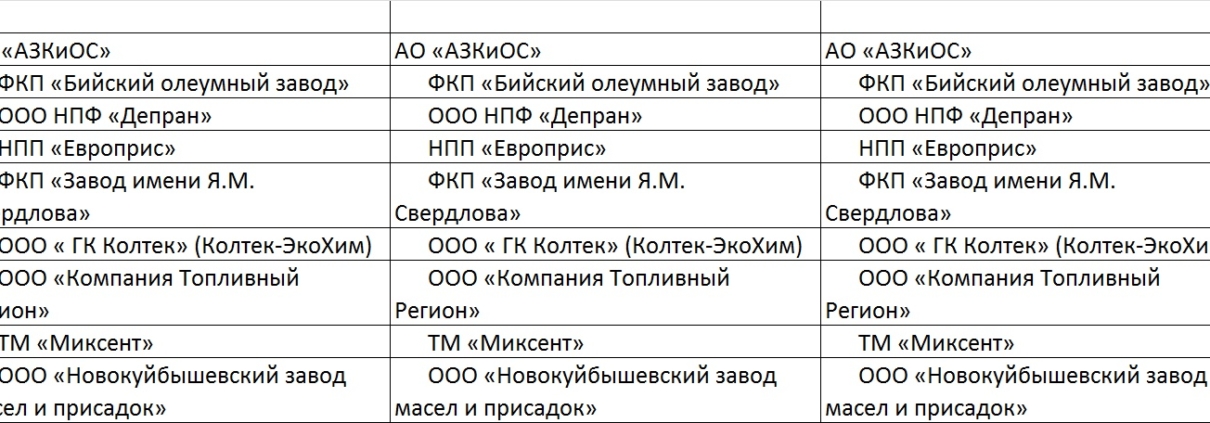 «АЗКиОС» АО «АЗКиОС» АО «АЗКиОС»
ФКП «Бийский олеумный завод» ФКП «Бийский олеумный завод» ФКП «Бийский олеумный завод»
ООО НПФ «Депран» ООО НПФ «Депран» ООО НПФ «Депран»
НПП «Европрис» НПП «Европрис» НПП «Европрис»
ФКП «Завод имени Я.М. ФКП «Завод имени Я.М. ФКП «Завод имени Я.М.
рдлова» Свердлова» Свердлова»
ООО « ГК Колтек» (Колтек-ЭкоХим) ООО « ГК Колтек» (Колтек-ЭкоХим) ООО « ГК Колтек» (Колтек-ЭкоХи
ООО «Компания Топливный ООО «Компания Топливный ООО «Компания Топливный
ион» Регион» Регион»
ТМ «Миксент» ТМ «Миксент» ТМ «Миксент»
ООО «Новокуйбышевский завод ООО «Новокуйбышевский завод ООО «Новокуйбышевский завод
сел и присадок» масел и присадок» масел и присадок»